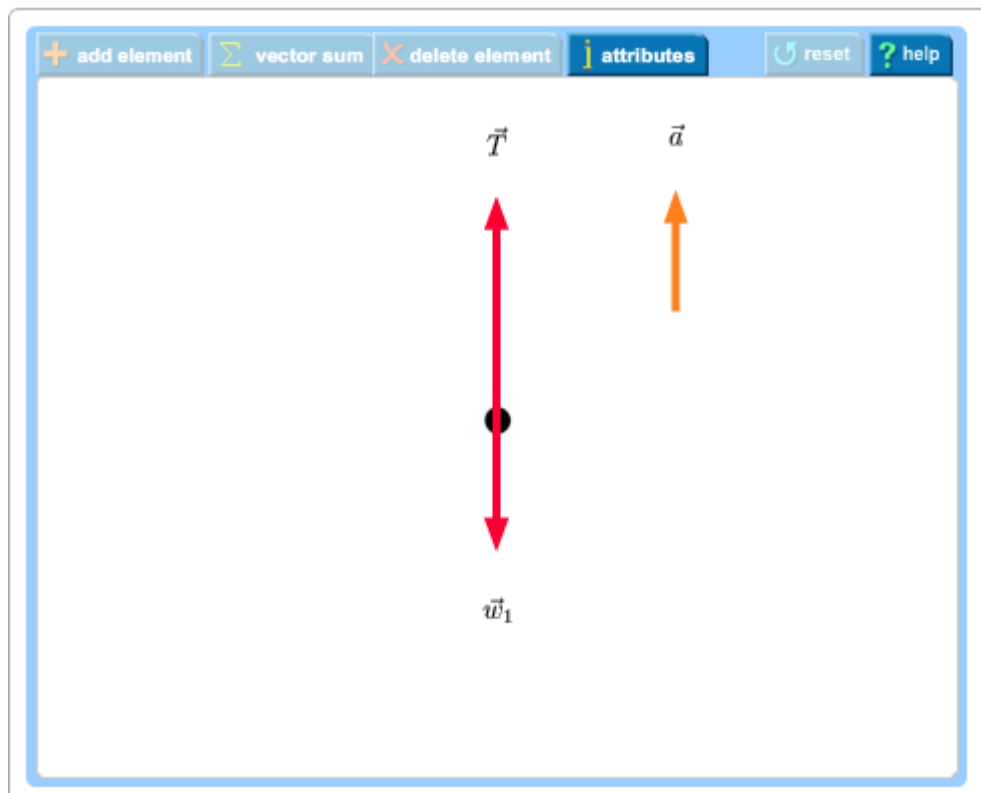 add element Σ vector sum X delete element i attributes reset ? help
T⃗ a⃗
w⃗₁